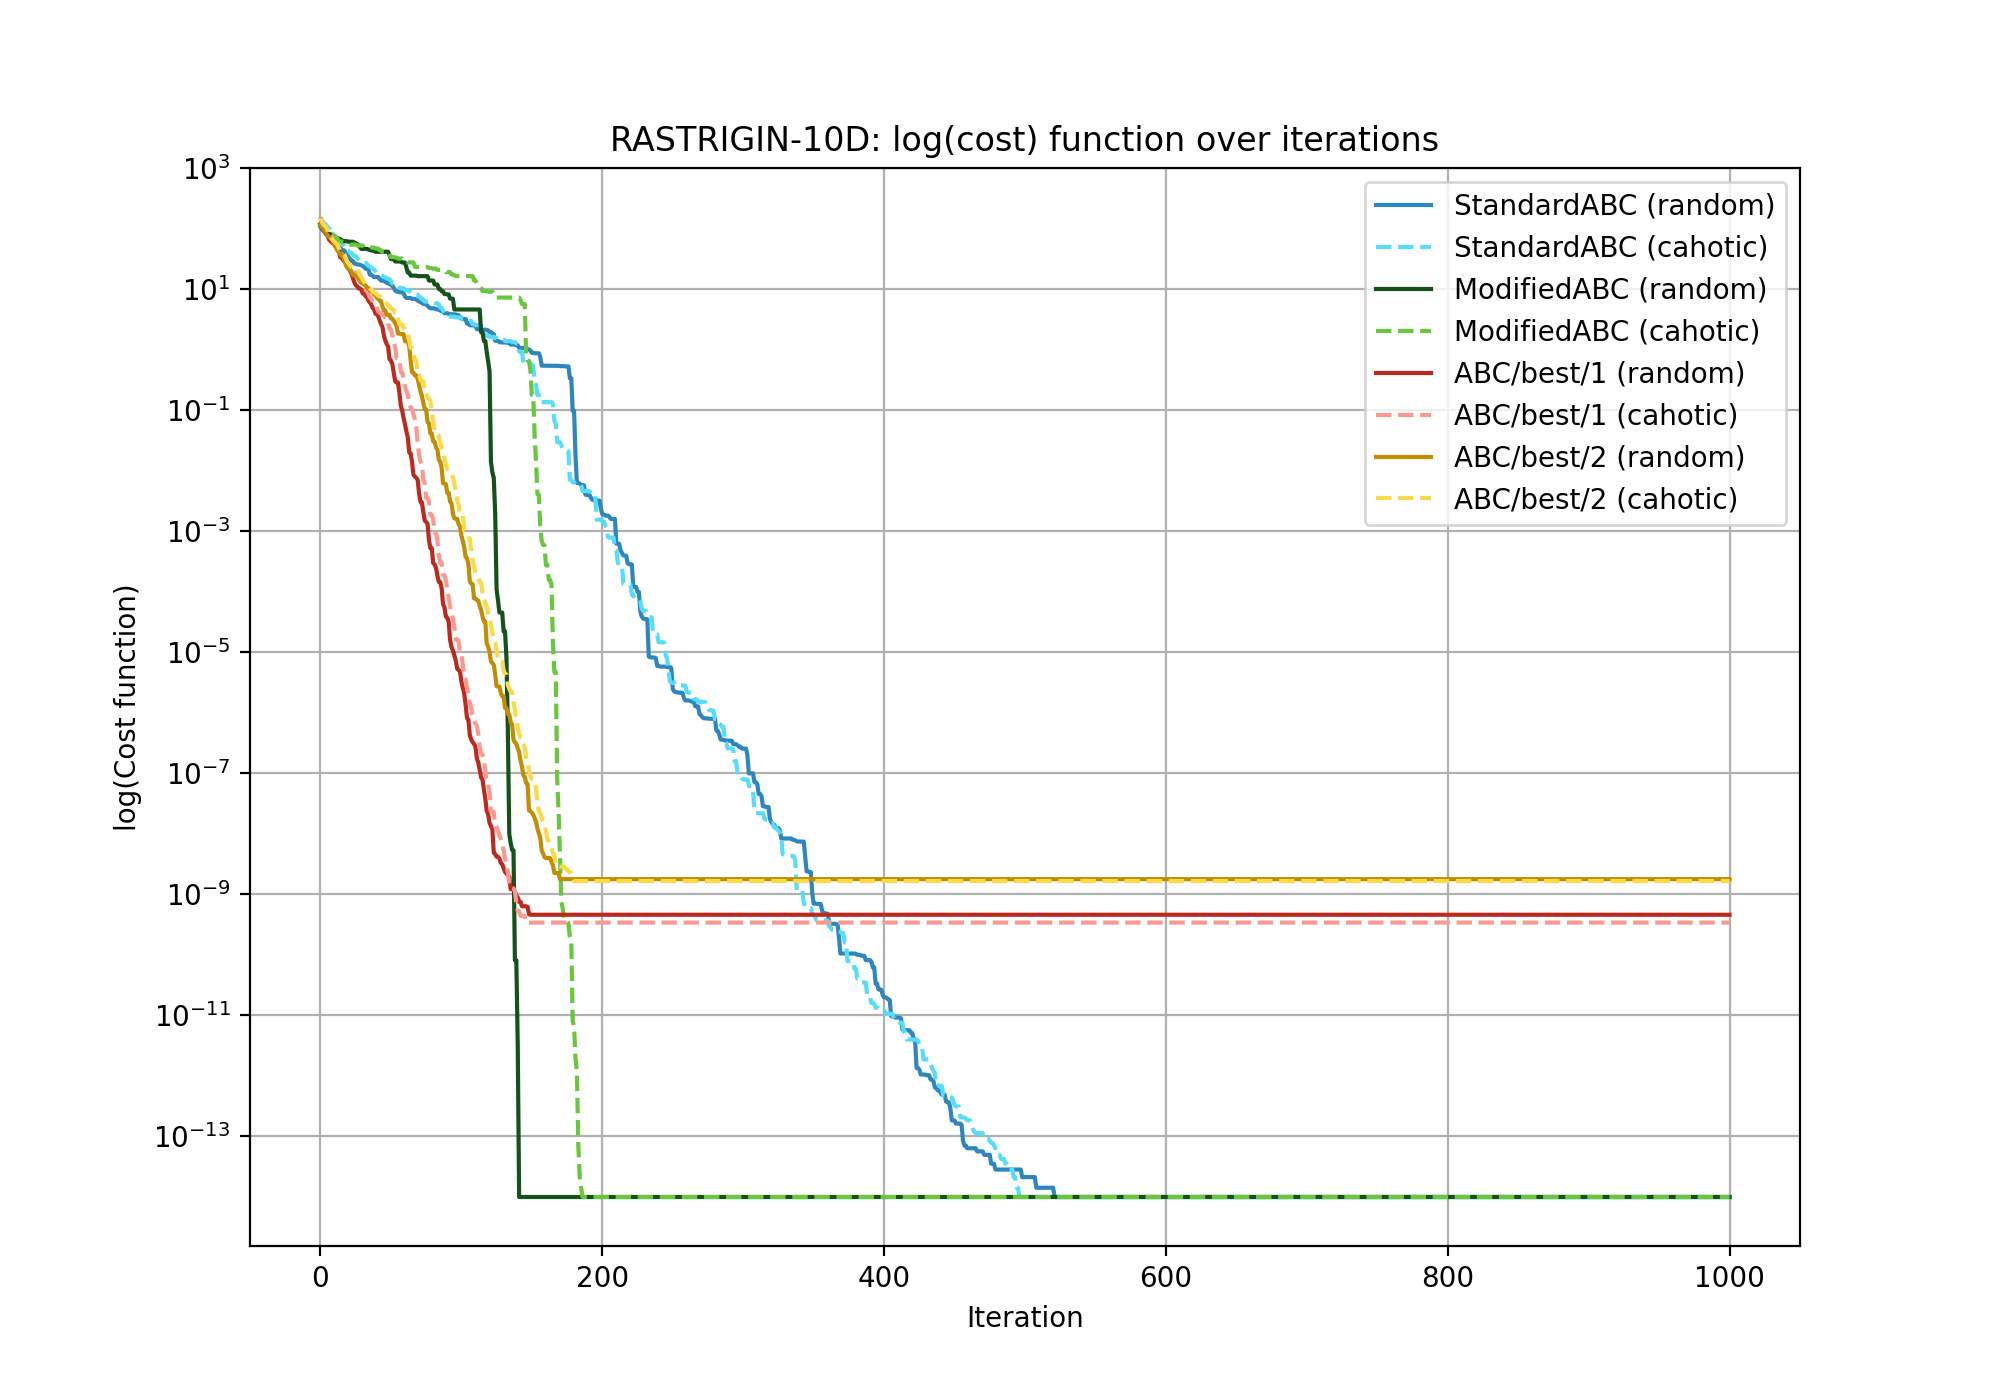 RASTRIGIN-10D: log(cost) function over iterations
10³
10¹
10⁻¹
10⁻³
10⁻⁵
10⁻⁷
10⁻⁹
10⁻¹¹
10⁻¹³
log(Cost function)
StandardABC (random)
StandardABC (cahotic)
ModifiedABC (random)
ModifiedABC (cahotic)
ABC/best/1 (random)
ABC/best/1 (cahotic)
ABC/best/2 (random)
ABC/best/2 (cahotic)
0 200 400 600 800 1000
Iteration